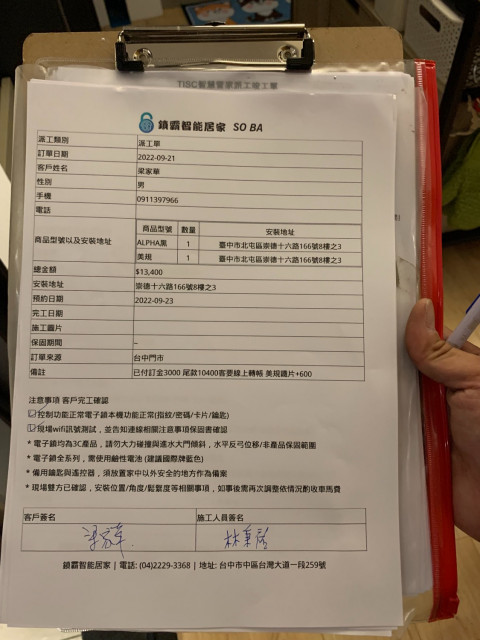 TISC智慧管家派工竣工單
鎖霸智能居家 SO BA
派工類別 派工單
訂單日期 2022-09-21
客戶姓名 梁家華
性別 男
手機 0911397966
電話
商品型號以及安裝地址
商品型號 數量 安裝地址
ALPHA黑 1 臺中市北屯區崇德十六路166號8樓之3
美規 1 臺中市北屯區崇德十六路166號8樓之3
總金額 $13,400
安裝地址 崇德十六路166號8樓之3
預約日期 2022-09-23
完工日期
施工圖片
保固期間 –
訂單來源 台中門市
備註 已付訂金3000 尾款10400客要線上轉帳 美規鐵片+600
注意事項 客戶完工確認
控制功能正常電子鎖本機功能正常(指紋/密碼/卡片/鑰匙)
現場wifi訊號測試，並告知連線相關注意事項保固書確認
* 電子鎖均為3C產品，請勿大力碰撞與進水大門傾斜，水平反弓位移/非產品保固範圍
* 電子鎖全系列，需使用鹼性電池 (建議國際牌藍色)
* 備用鑰匙與遙控器，須放置家中以外安全的地方作為備案
* 現場雙方已確認，安裝位置/角度/鬆緊度等相關事項，如事後需再次調整依情況酌收車馬費
客戶簽名 施工人員簽名
梁家華
鎖霸智能居家 | 電話: (04)2229-3368 | 地址: 台中市中區台灣大道一段259號